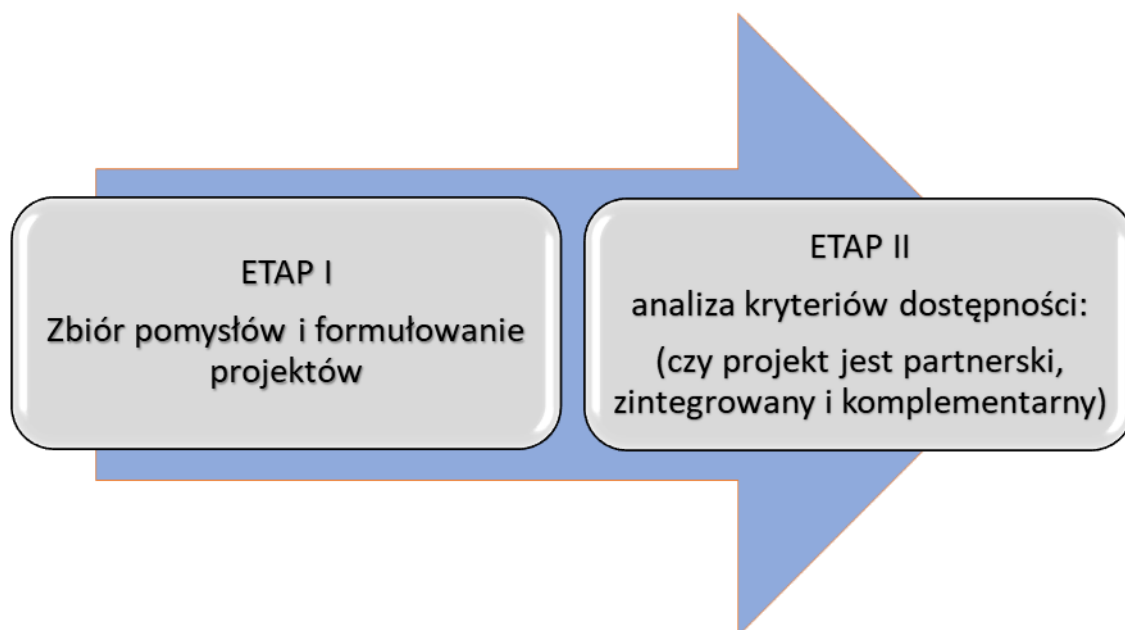 ETAP I
Zbiór pomysłów i formułowanie
projektów
ETAP II
analiza kryteriów dostępności:
(czy projekt jest partnerski,
zintegrowany i komplementarny)